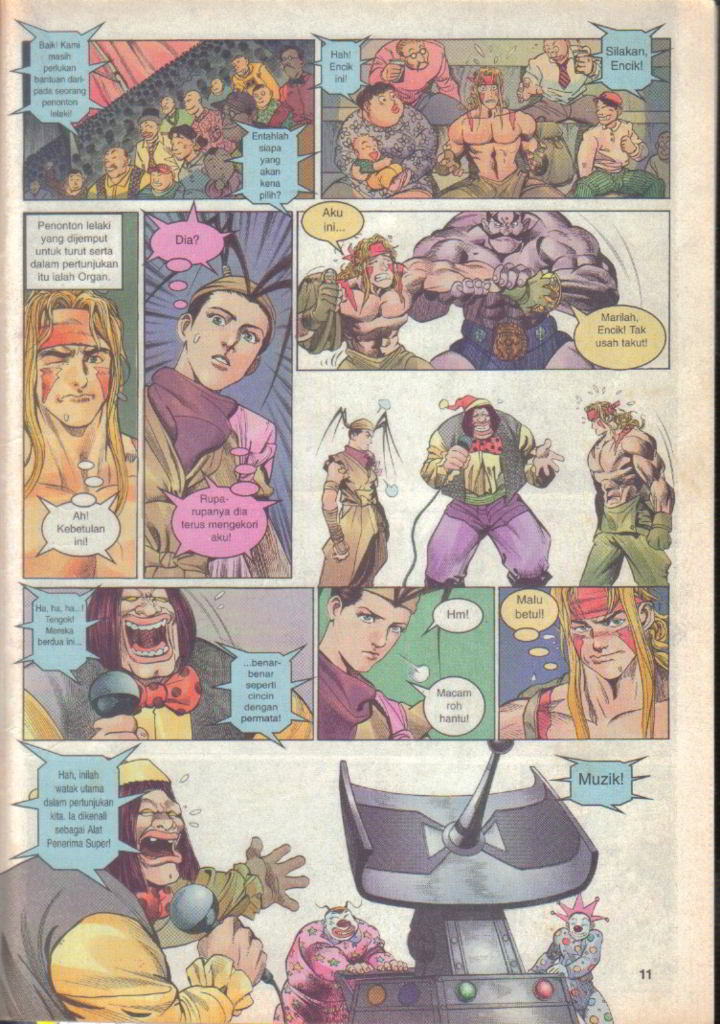 Baik! Kami
masih
perlukan
bantuan dari-
pada seorang
penonton
lelaki!
Entahlah
siapa
yang
akan
kena
pilih?
Hah!
Encik
ini!
Silakan,
Encik!
Penonton lelaki
yang dijemput
untuk turut serta
dalam pertunjukan
itu ialah Organ.
Ah!
Kebetulan
ini!
Dia?
Rupa-
rupanya dia
terus mengekori
aku!
Aku
ini...
Marilah,
Encik! Tak
usah takut!
Ha, ha, ha...!
Tengok!
Mereka
berdua ini...
...benar-
benar
seperti
cincin
dengan
permata!
Hm!
Macam
roh
hantu!
Malu
betul!
Hah, inilah
watak utama
dalam pertunjukan
kita. Ia dikenali
sebagai Alat
Penerima Super!
Muzik!
11